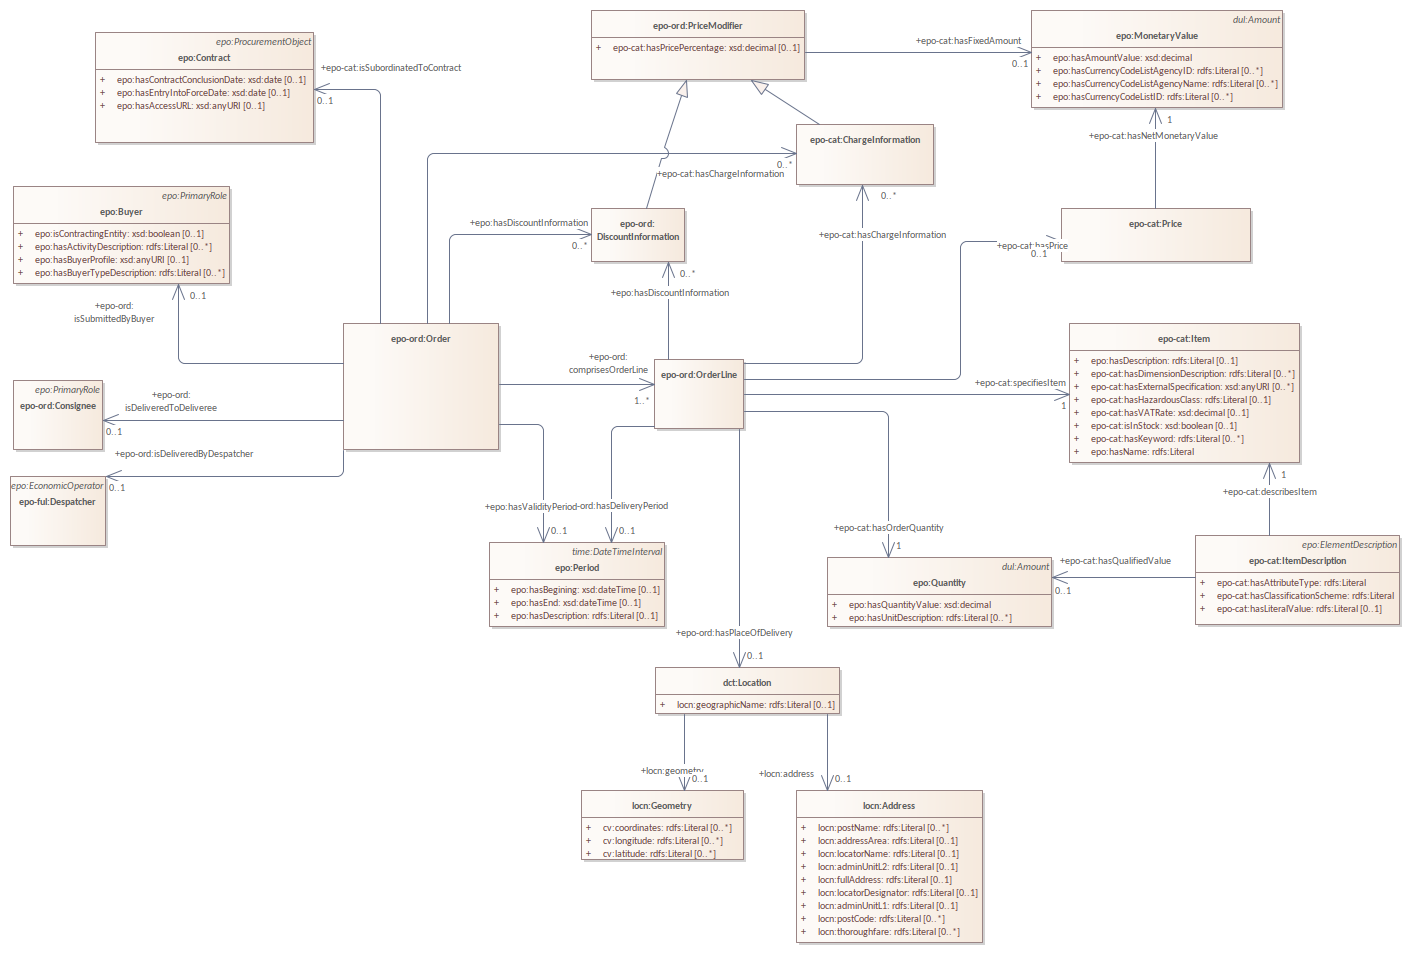 epo:ProcurementObject
epo:Contract
+ epo:hasContractConclusionDate: xsd:date [0..1]
+ epo:hasEntryIntoForceDate: xsd:date [0..1]
+ epo:hasAccessURL: xsd:anyURI [0..1]
+epo-cat:isSubordinatedToContract
0..1
epo-ord:PriceModifier
+ epo-cat:hasPricePercentage: xsd:decimal [0..1]
+epo-cat:hasFixedAmount
0..1
dul:Amount
epo:MonetaryValue
+ epo:hasAmountValue: xsd:decimal
+ epo:hasCurrencyCodeListAgencyID: rdfs:Literal [0..*]
+ epo:hasCurrencyCodeListAgencyName: rdfs:Literal [0..*]
+ epo:hasCurrencyCodeListID: rdfs:Literal [0..*]
1
+epo-cat:hasNetMonetaryValue
epo-cat:ChargeInformation
0..*
+epo-cat:hasChargeInformation
0..*
+epo-cat:hasChargeInformation
epo:PrimaryRole
epo:Buyer
+ epo:isContractingEntity: xsd:boolean [0..1]
+ epo:hasActivityDescription: rdfs:Literal [0..*]
+ epo:hasBuyerProfile: xsd:anyURI [0..1]
+ epo:hasBuyerTypeDescription: rdfs:Literal [0..*]
0..1
+epo-ord:
isSubmittedByBuyer
+epo:hasDiscountInformation
0..*
epo-ord:
DiscountInformation
0..*
+epo:hasDiscountInformation
epo-cat:Price
+epo-cat:hasPrice
0..1
epo-ord:Order
+epo-ord:
comprisesOrderLine
1..*
epo-ord:OrderLine
+epo-cat:specifiesItem
1
epo-cat:Item
+ epo:hasDescription: rdfs:Literal [0..1]
+ epo-cat:hasDimensionDescription: rdfs:Literal [0..*]
+ epo-cat:hasExternalSpecification: xsd:anyURI [0..*]
+ epo-cat:hasHazardousClass: rdfs:Literal [0..1]
+ epo-cat:hasVATRate: xsd:decimal [0..1]
+ epo-cat:isInStock: xsd:boolean [0..1]
+ epo-cat:hasKeyword: rdfs:Literal [0..*]
+ epo:hasName: rdfs:Literal
1
+epo-cat:describesItem
epo:PrimaryRole
epo-ord:Consignee
+epo-ord:
isDeliveredToDeliveree
0..1
+epo-ord:isDeliveredByDespatcher
0..1
epo:EconomicOperator
epo-ful:Despatcher
+epo:hasValidityPeriod
-ord:hasDeliveryPeriod
0..1
0..1
time:DateTimeInterval
epo:Period
+ epo:hasBegining: xsd:dateTime [0..1]
+ epo:hasEnd: xsd:dateTime [0..1]
+ epo:hasDescription: rdfs:Literal [0..1]
+epo-cat:hasOrderQuantity
1
dul:Amount
epo:Quantity
+ epo:hasQuantityValue: xsd:decimal
+ epo:hasUnitDescription: rdfs:Literal [0..*]
+epo-cat:hasQualifiedValue
0..1
epo:ElementDescription
epo-cat:ItemDescription
+ epo-cat:hasAttributeType: rdfs:Literal
+ epo-cat:hasClassificationScheme: rdfs:Literal
+ epo-cat:hasLiteralValue: rdfs:Literal [0..1]
+epo-ord:hasPlaceOfDelivery
0..1
dct:Location
+ locn:geographicName: rdfs:Literal [0..1]
+locn:geometry
0..1
+locn:address
0..1
locn:Geometry
+ cv:coordinates: rdfs:Literal [0..*]
+ cv:longitude: rdfs:Literal [0..*]
+ cv:latitude: rdfs:Literal [0..*]
locn:Address
+ locn:postName: rdfs:Literal [0..*]
+ locn:addressArea: rdfs:Literal [0..1]
+ locn:locatorName: rdfs:Literal [0..1]
+ locn:adminUnitL2: rdfs:Literal [0..1]
+ locn:fullAddress: rdfs:Literal [0..1]
+ locn:locatorDesignator: rdfs:Literal [0..1]
+ locn:adminUnitL1: rdfs:Literal [0..1]
+ locn:postCode: rdfs:Literal [0..*]
+ locn:thoroughfare: rdfs:Literal [0..*]